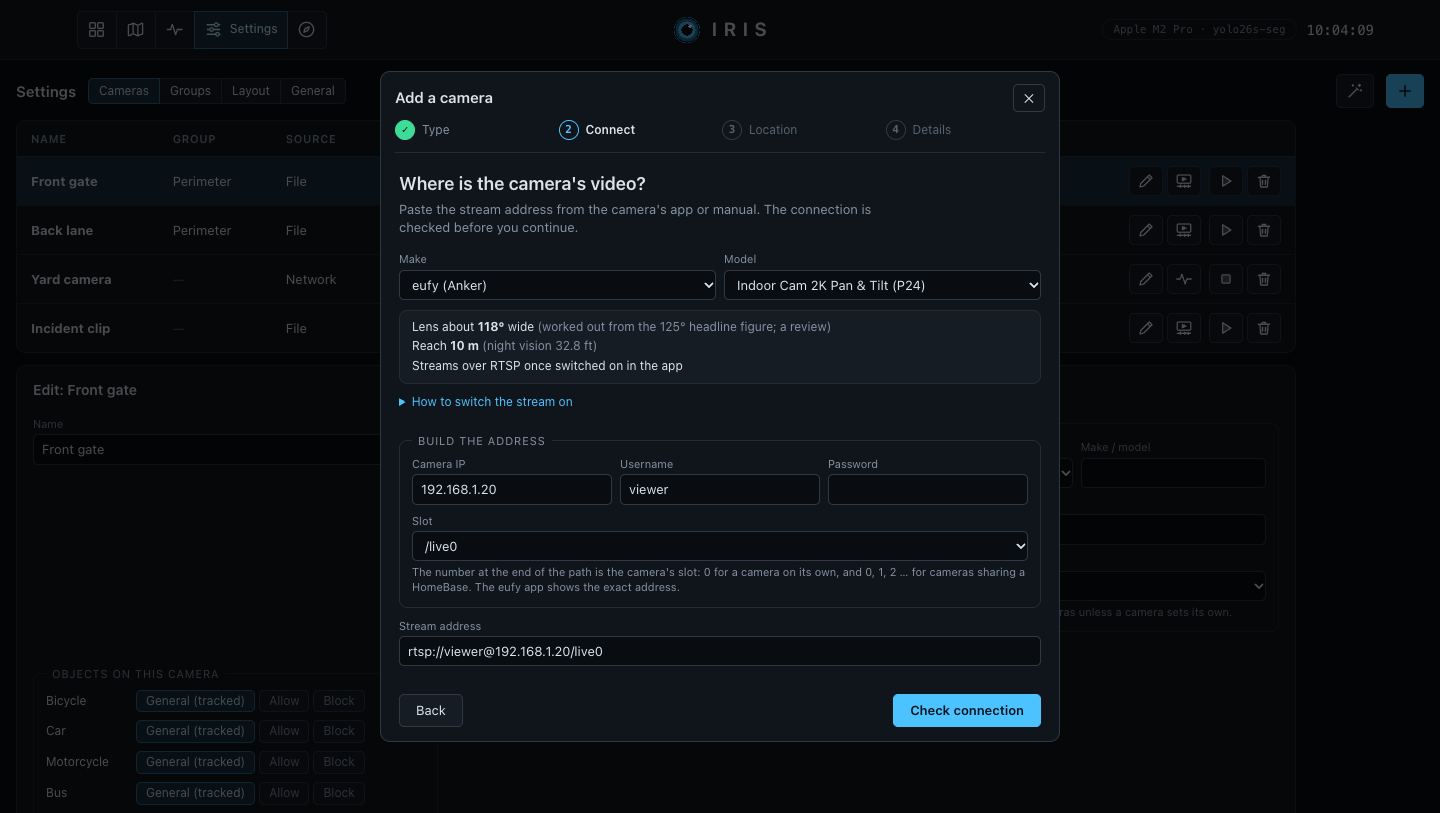 Settings
IRIS
Apple M2 Pro · yolo26s-seg
10:04:09
Settings
Cameras
Groups
Layout
General
NAME
GROUP
SOURCE
Front gate
Perimeter
File
Back lane
Perimeter
File
Yard camera
—
Network
Incident clip
—
File
Edit: Front gate
Name
Front gate
Make / model
ras unless a camera sets its own.
OBJECTS ON THIS CAMERA
Bicycle
General (tracked)
Allow
Block
Car
General (tracked)
Allow
Block
Motorcycle
General (tracked)
Allow
Block
Bus
General (tracked)
Allow
Block
Add a camera
✓ Type
2 Connect
3 Location
4 Details
Where is the camera's video?
Paste the stream address from the camera's app or manual. The connection is
checked before you continue.
Make
Model
eufy (Anker)
Indoor Cam 2K Pan & Tilt (P24)
Lens about 118° wide (worked out from the 125° headline figure; a review)
Reach 10 m (night vision 32.8 ft)
Streams over RTSP once switched on in the app
How to switch the stream on
BUILD THE ADDRESS
Camera IP
Username
Password
192.168.1.20
viewer
Slot
/live0
The number at the end of the path is the camera's slot: 0 for a camera on its own, and 0, 1, 2 … for cameras sharing a
HomeBase. The eufy app shows the exact address.
Stream address
rtsp://viewer@192.168.1.20/live0
Back
Check connection